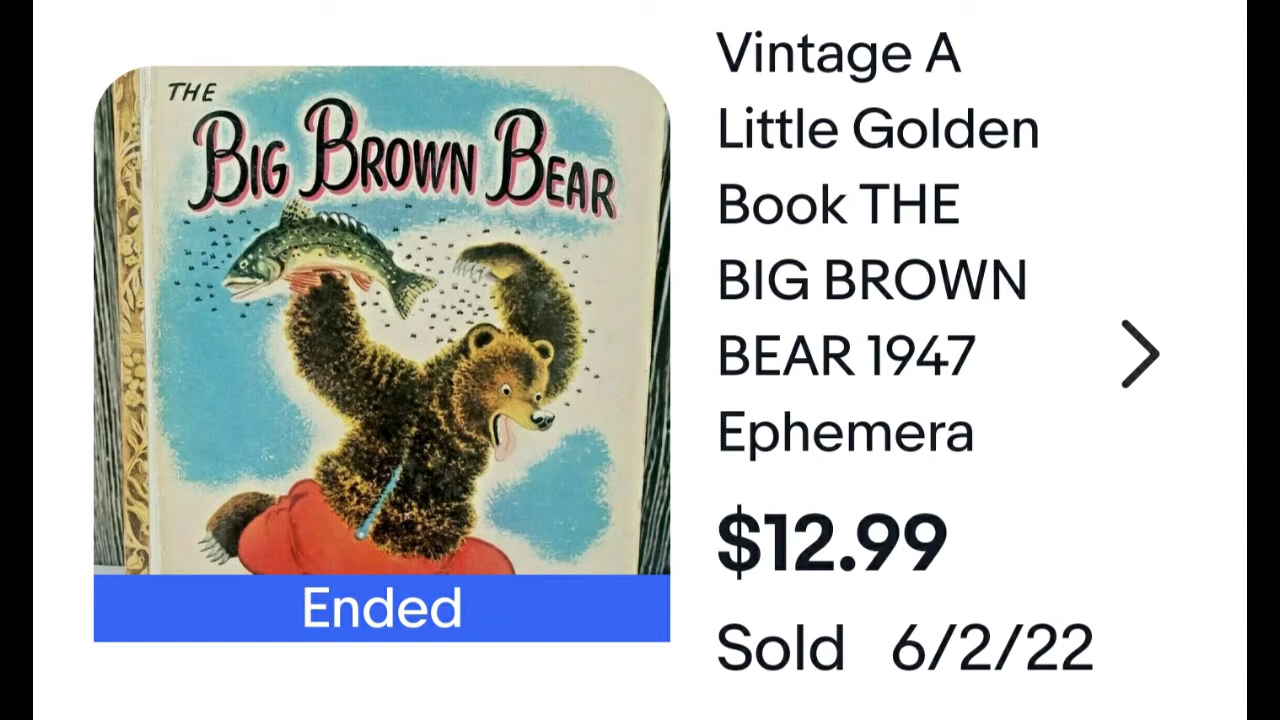 THE
BIG BROWN BEAR
Ended
Vintage A
Little Golden
Book THE
BIG BROWN
BEAR 1947
Ephemera
$12.99
Sold 6/2/22